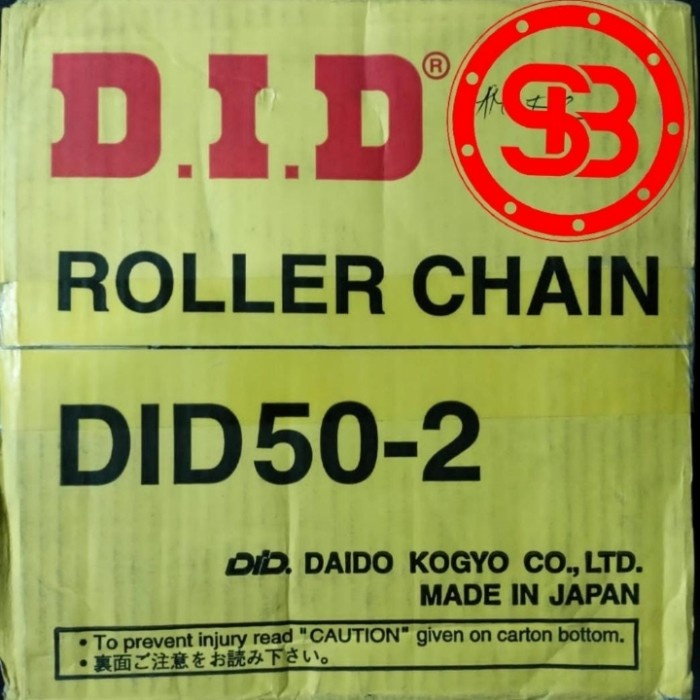 D.I.D®
SB
ROLLER CHAIN
DID50-2
DID. DAIDO KOGYO CO., LTD.
MADE IN JAPAN
• To prevent injury read "CAUTION" given on carton bottom.
• 裏面ご注意をお読み下さい。